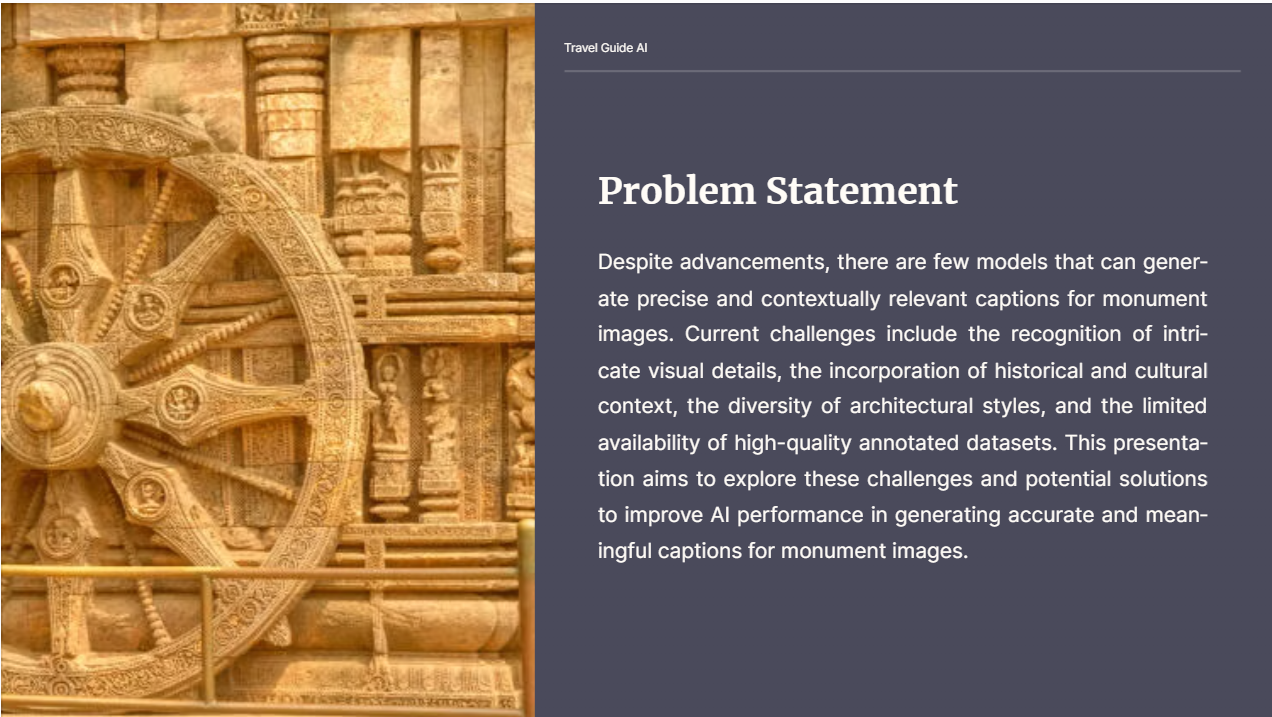 Travel Guide AI
Problem Statement
Despite advancements, there are few models that can gener-
ate precise and contextually relevant captions for monument
images. Current challenges include the recognition of intri-
cate visual details, the incorporation of historical and cultural
context, the diversity of architectural styles, and the limited
availability of high-quality annotated datasets. This presenta-
tion aims to explore these challenges and potential solutions
to improve AI performance in generating accurate and mean-
ingful captions for monument images.